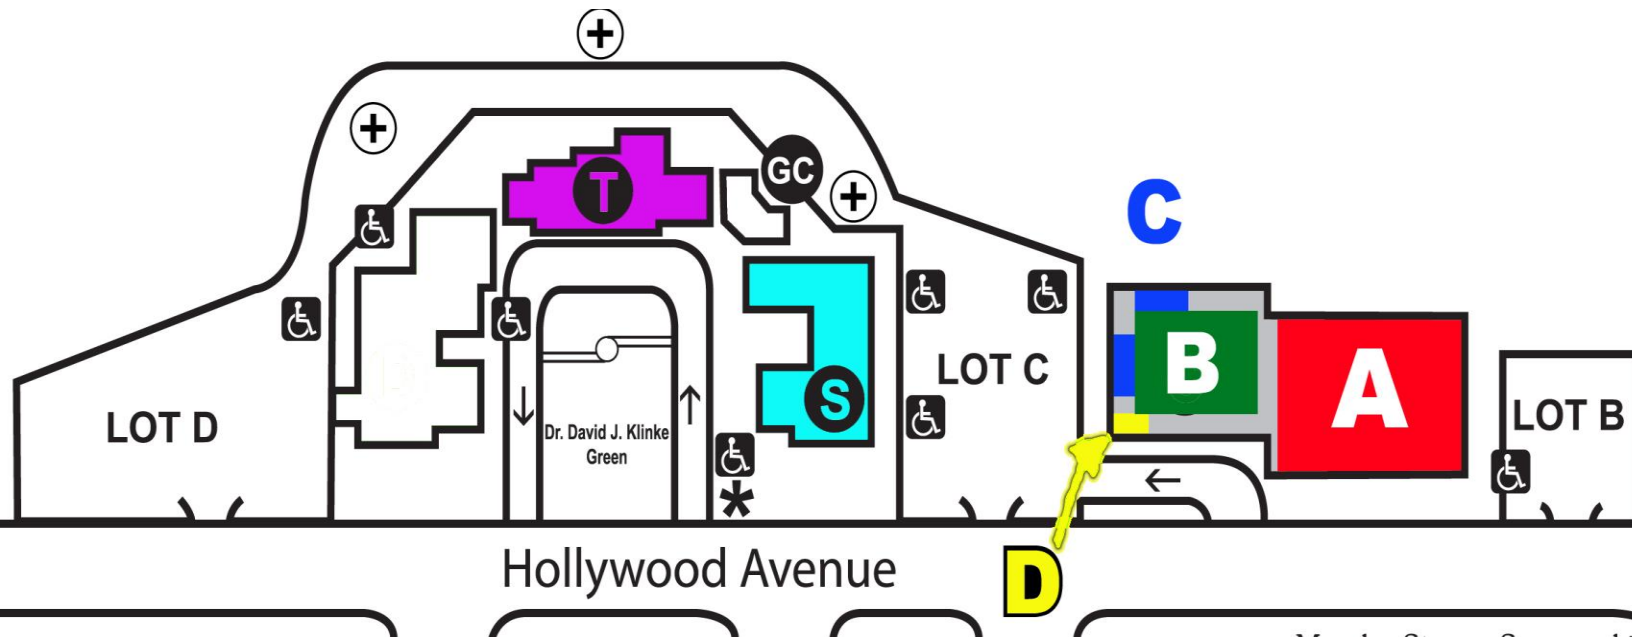 T
GC
C
B
A
S
LOT C
LOT D
LOT B
Dr. David J. Klinke
Green
*
Hollywood Avenue
D